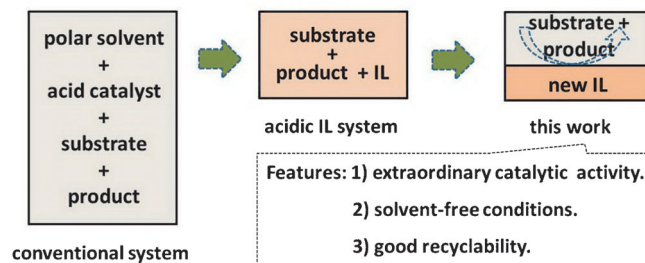 polar solvent
+
acid catalyst
+
substrate
+
product
conventional system
substrate
+
product + IL
acidic IL system
substrate +
product
new IL
this work
Features: 1) extraordinary catalytic activity.
2) solvent-free conditions.
3) good recyclability.